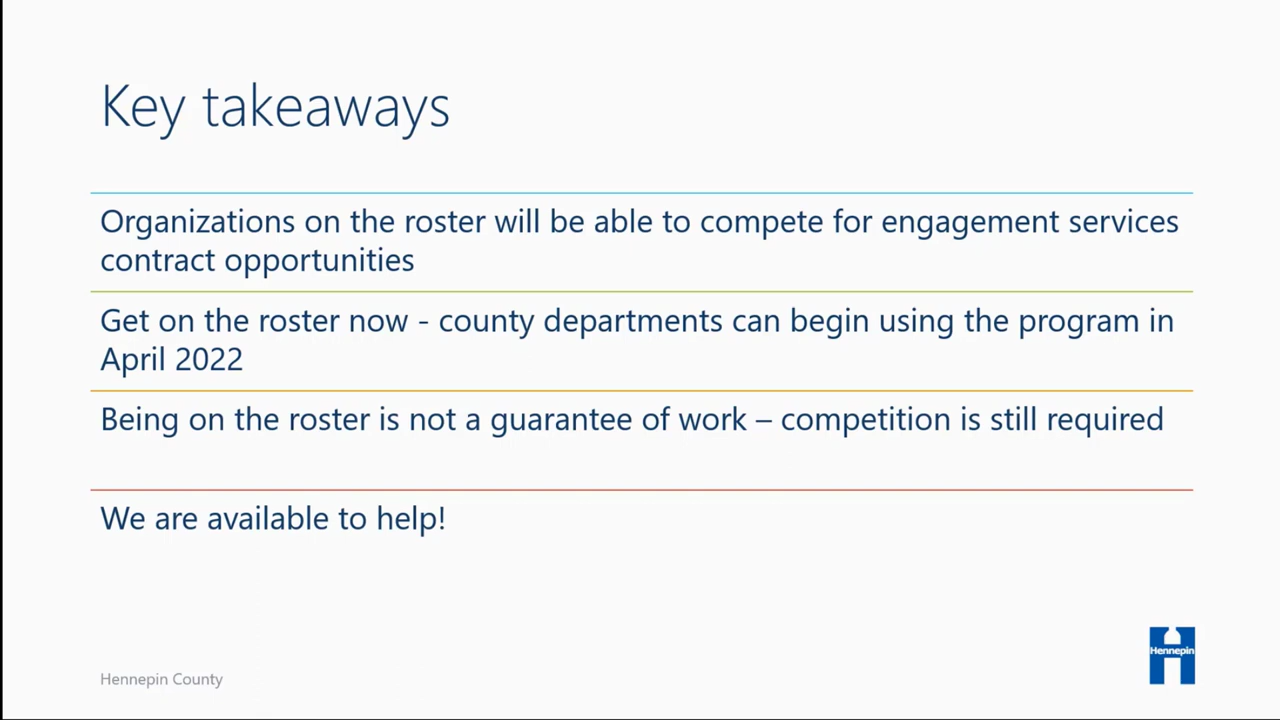 Key takeaways
Organizations on the roster will be able to compete for engagement services
contract opportunities
Get on the roster now - county departments can begin using the program in
April 2022
Being on the roster is not a guarantee of work – competition is still required
We are available to help!
Hennepin
Hennepin County